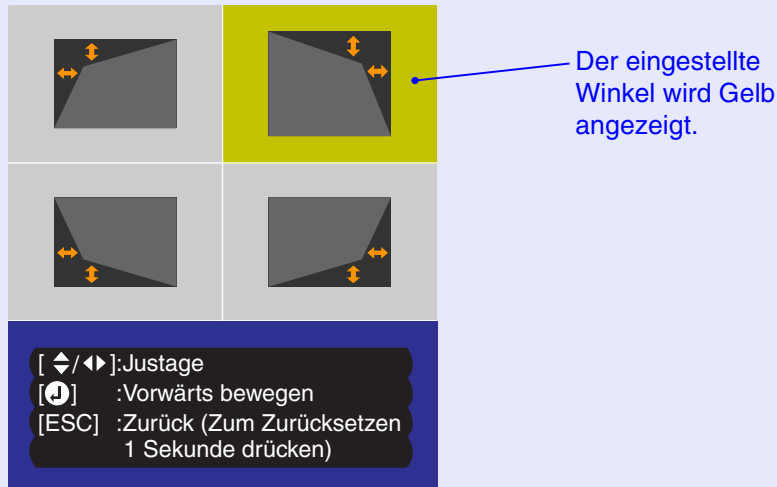 Der eingestellte
Winkel wird Gelb
angezeigt.
[ / ]:Justage
[ ] :Vorwärts bewegen
[ESC] :Zurück (Zum Zurücksetzen
1 Sekunde drücken)